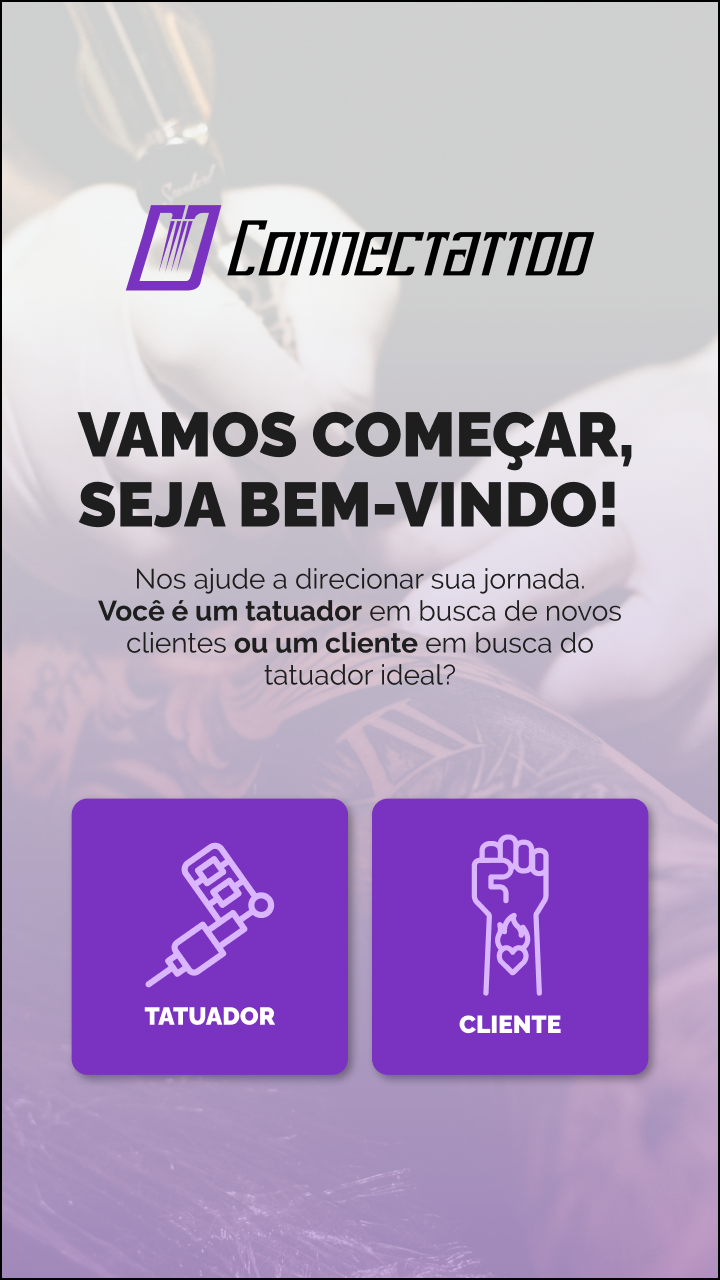 Connectattoo
VAMOS COMEÇAR,
SEJA BEM-VINDO!
Nos ajude a direcionar sua jornada.
Você é um tatuador em busca de novos
clientes ou um cliente em busca do
tatuador ideal?
TATUADOR
CLIENTE